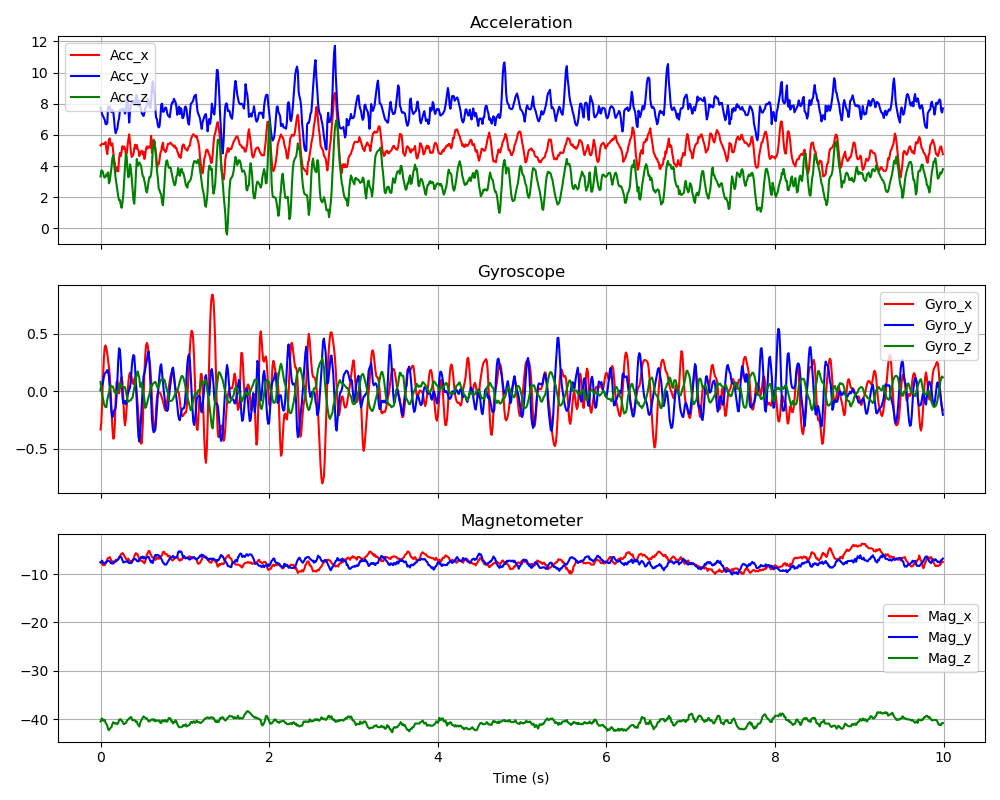 Acceleration
12
10
8
6
4
2
0
Acc_x
Acc_y
Acc_z
Gyroscope
0.5
0.0
−0.5
Gyro_x
Gyro_y
Gyro_z
Magnetometer
−10
−20
−30
−40
Mag_x
Mag_y
Mag_z
0 2 4 6 8 10
Time (s)